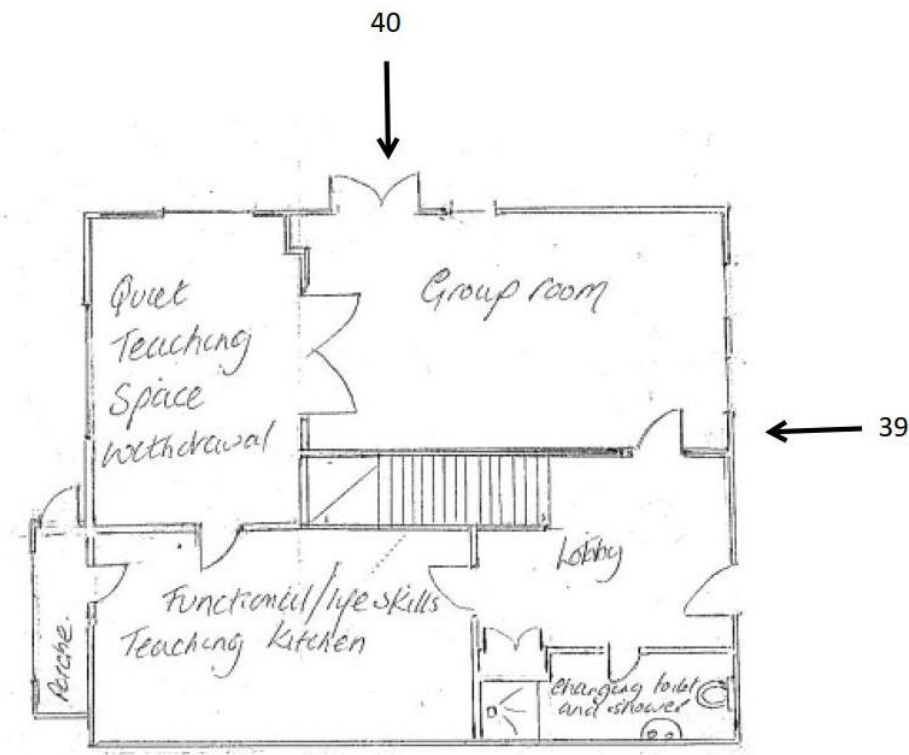 40
Quiet
Teaching
Space
withdrawal
Group room
39
Lobby
Functional/life skills
Teaching Kitchen
Porche.
changing toilet
and shower